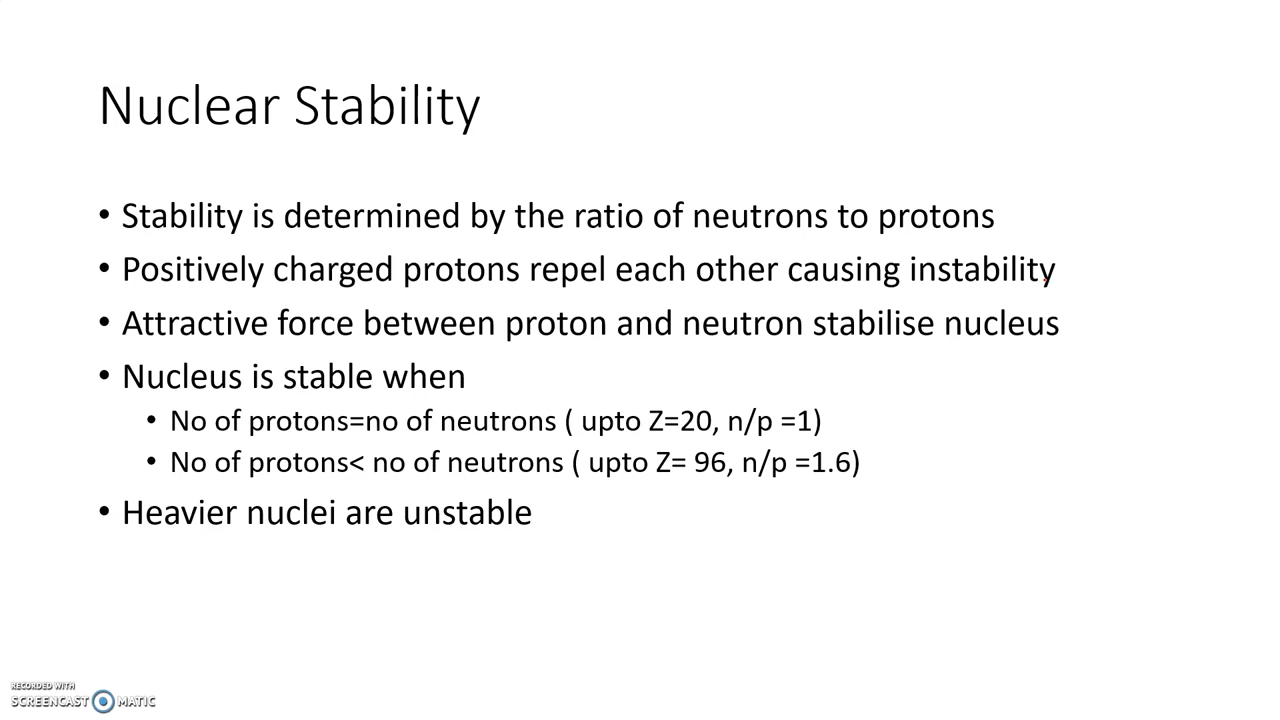 Nuclear Stability
• Stability is determined by the ratio of neutrons to protons
• Positively charged protons repel each other causing instability
• Attractive force between proton and neutron stabilise nucleus
• Nucleus is stable when
• No of protons=no of neutrons ( upto Z=20, n/p =1)
• No of protons< no of neutrons ( upto Z= 96, n/p =1.6)
• Heavier nuclei are unstable
RECORDED WITH
SCREENCAST MATIC